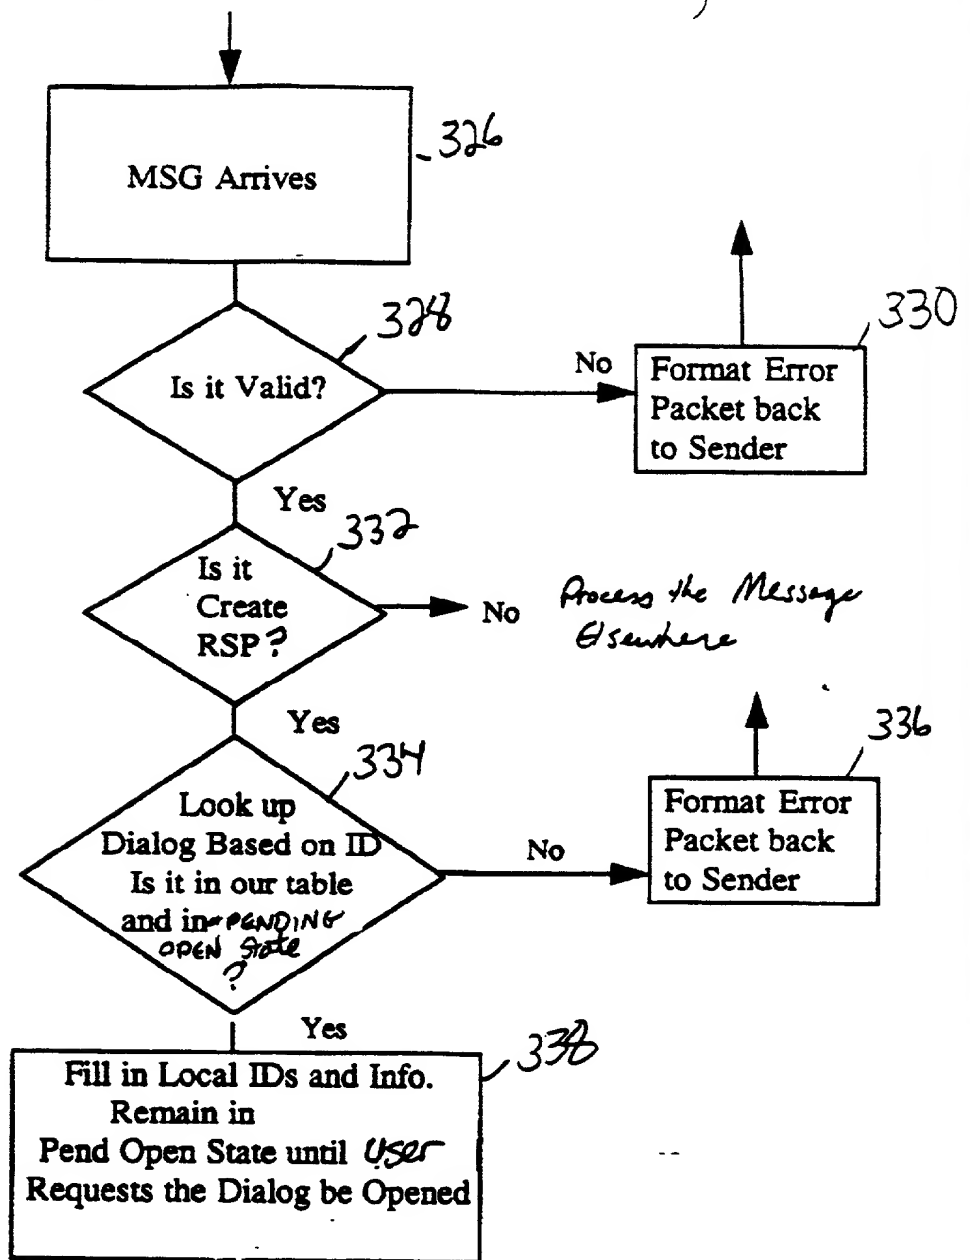 MSG Arrives
326
328
Is it Valid?
No
330
Format Error
Packet back
to Sender
Yes
332
Is it
Create
RSP?
No
Process the Message
Elsewhere
Yes
334
Look up
Dialog Based on ID
Is it in our table
and in PENDING
OPEN State
?
No
336
Format Error
Packet back
to Sender
Yes
338
Fill in Local IDs and Info.
Remain in
Pend Open State until User
Requests the Dialog be Opened